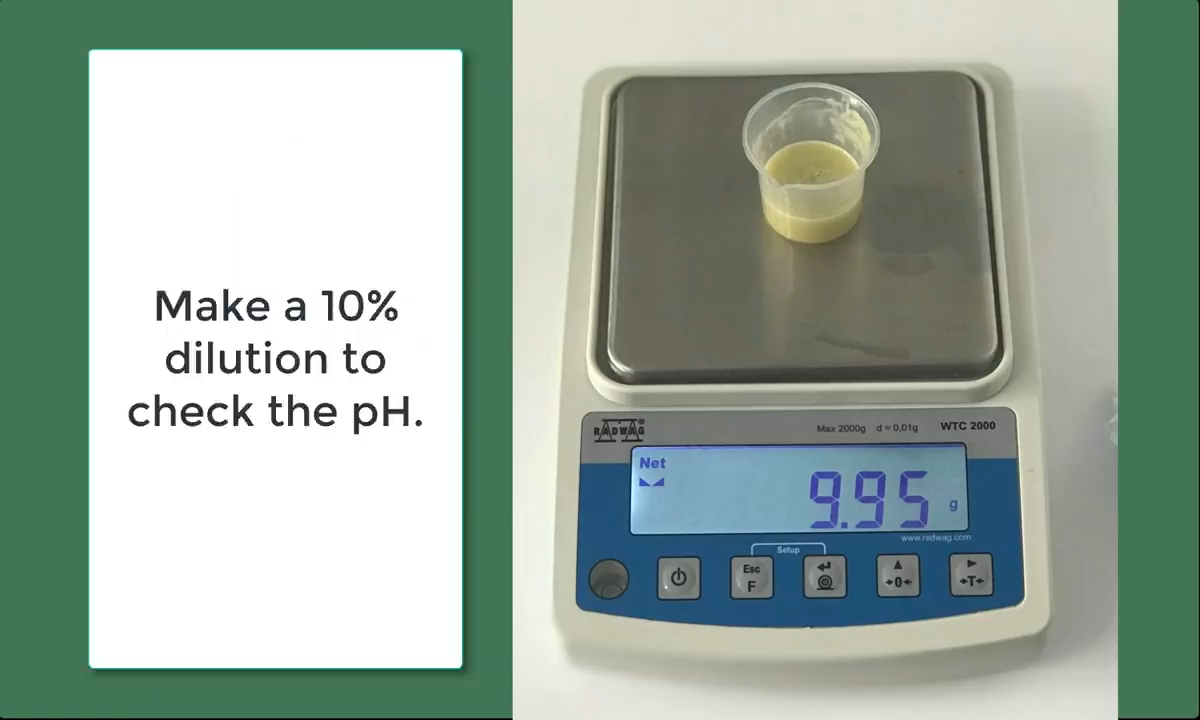 Make a 10%
dilution to
check the pH.
RADWAG®
Max 2000g d = 0,01g WTC 2000
Net
9.95 g
www.radwag.com
Setup
Esc
F
0
T